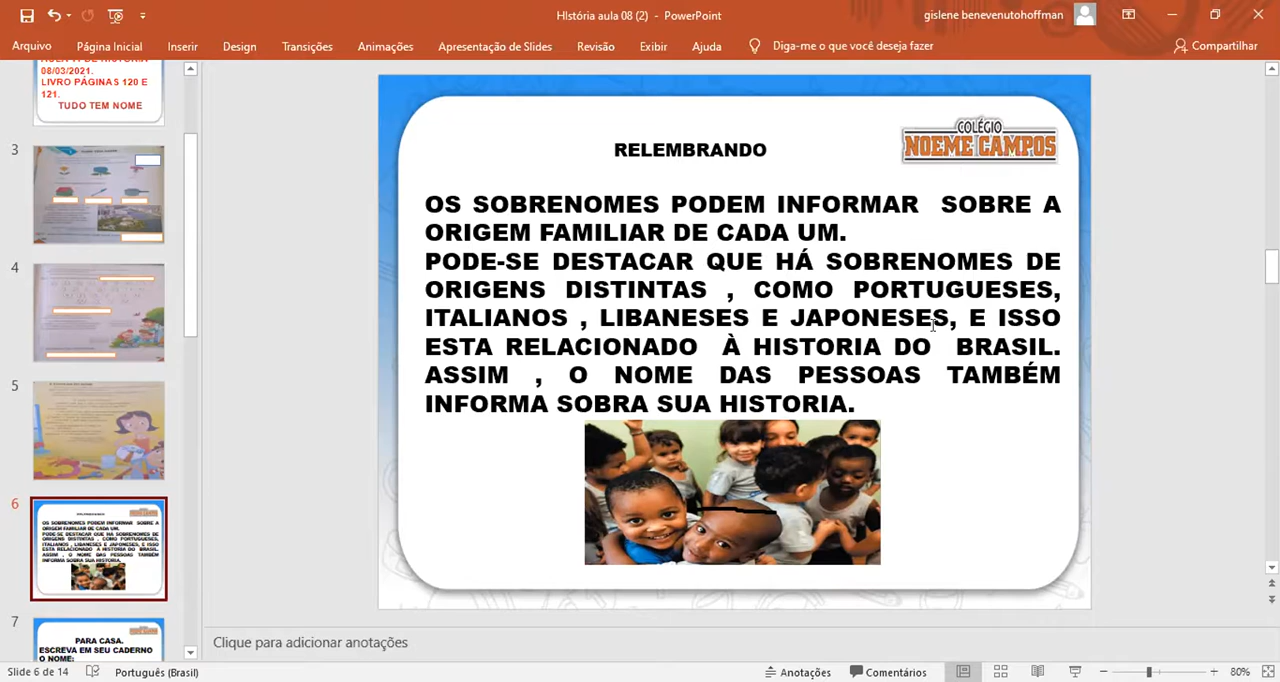 HIstória aula 08 (2) - PowerPoint
gislene benevenutohoffman
Arquivo Página Inicial Inserir Design Transições Animações Apresentação de Slides Revisão Exibir Ajuda Diga-me o que você deseja fazer Compartilhar
08/03/2021.
LIVRO PÁGINAS 120 E
121.
TUDO TEM NOME
3
4
5
6
7
PARA CASA.
ESCREVA EM SEU CADERNO
O NOME:
COLÉGIO
NOEME CAMPOS
RELEMBRANDO
OS SOBRENOMES PODEM INFORMAR SOBRE A
ORIGEM FAMILIAR DE CADA UM.
PODE-SE DESTACAR QUE HÁ SOBRENOMES DE
ORIGENS DISTINTAS , COMO PORTUGUESES,
ITALIANOS , LIBANESES E JAPONESES, E ISSO
ESTA RELACIONADO À HISTORIA DO BRASIL.
ASSIM , O NOME DAS PESSOAS TAMBÉM
INFORMA SOBRA SUA HISTORIA.
Clique para adicionar anotações
Slide 6 de 14 Português (Brasil) Anotações Comentários 80%